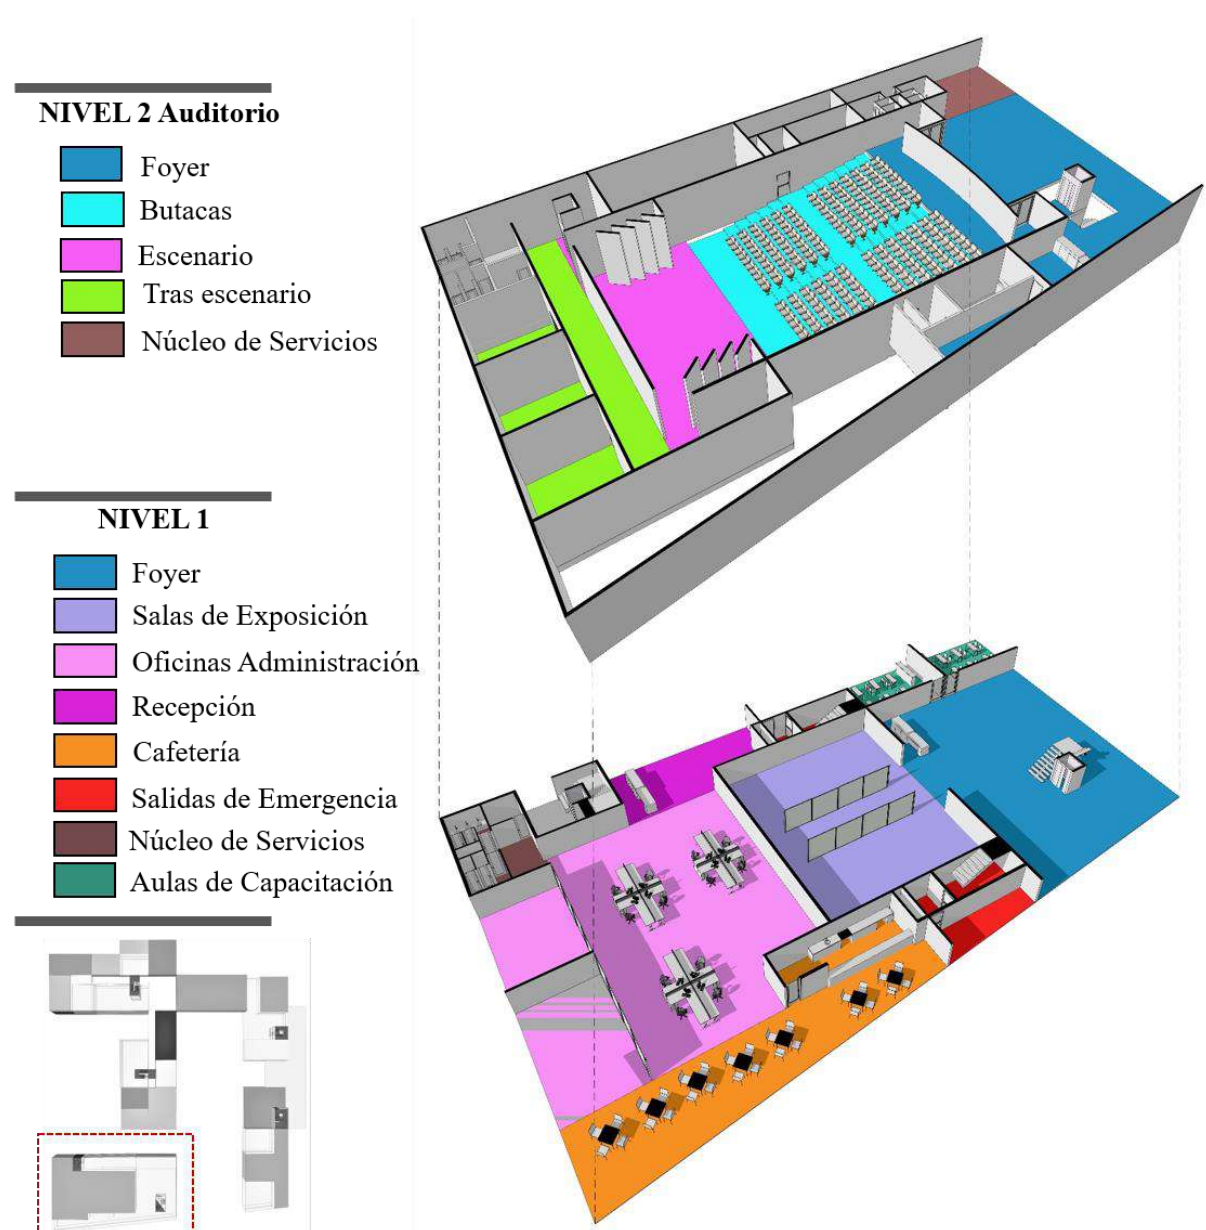 NIVEL 2 Auditorio
Foyer
Butacas
Escenario
Tras escenario
Núcleo de Servicios
NIVEL 1
Foyer
Salas de Exposición
Oficinas Administración
Recepción
Cafetería
Salidas de Emergencia
Núcleo de Servicios
Aulas de Capacitación